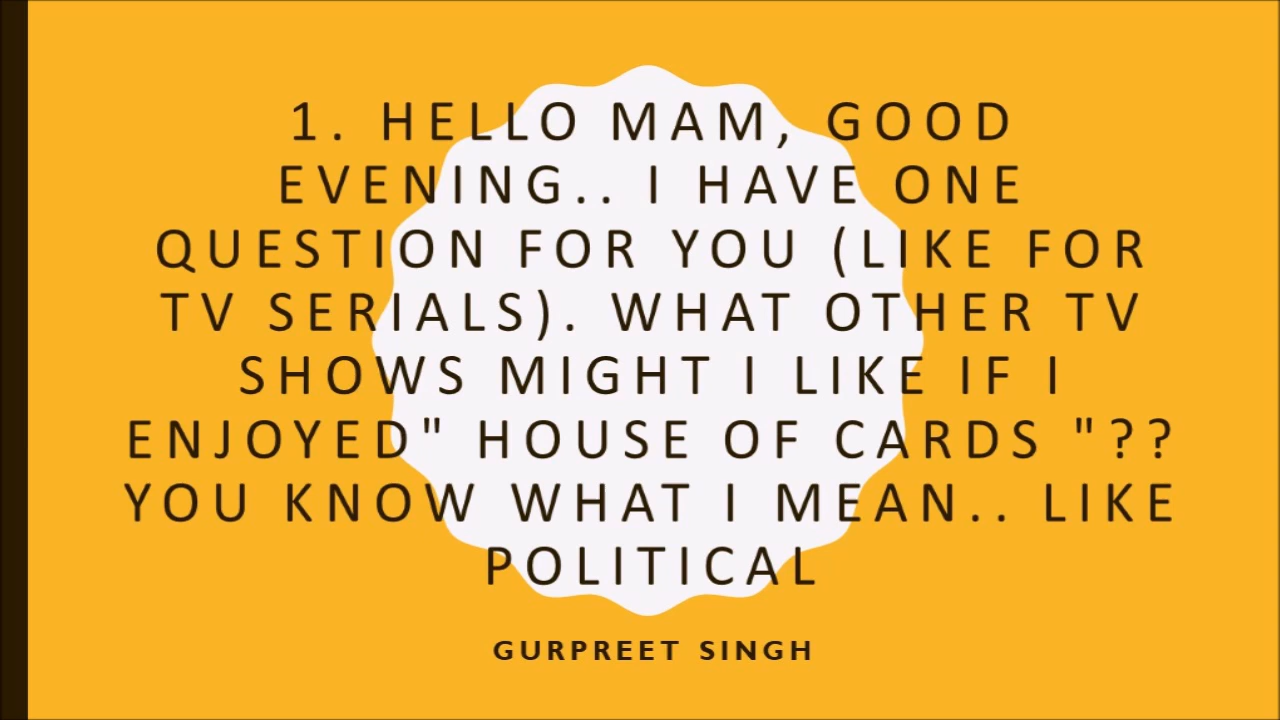 1. HELLO MAM, GOOD
EVENING.. I HAVE ONE
QUESTION FOR YOU (LIKE FOR
TV SERIALS). WHAT OTHER TV
SHOWS MIGHT I LIKE IF I
ENJOYED" HOUSE OF CARDS "??
YOU KNOW WHAT I MEAN.. LIKE
POLITICAL
GURPREET SINGH